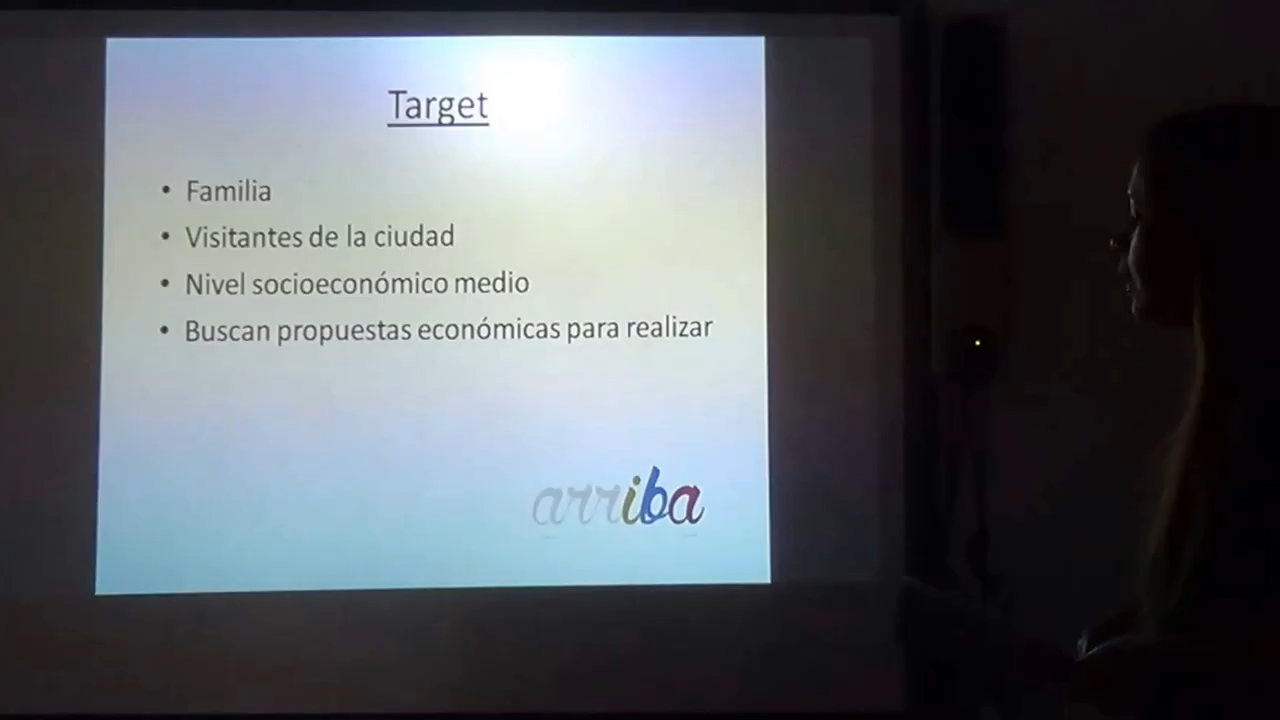 Target
• Familia
• Visitantes de la ciudad
• Nivel socioeconómico medio
• Buscan propuestas económicas para realizar
arriba